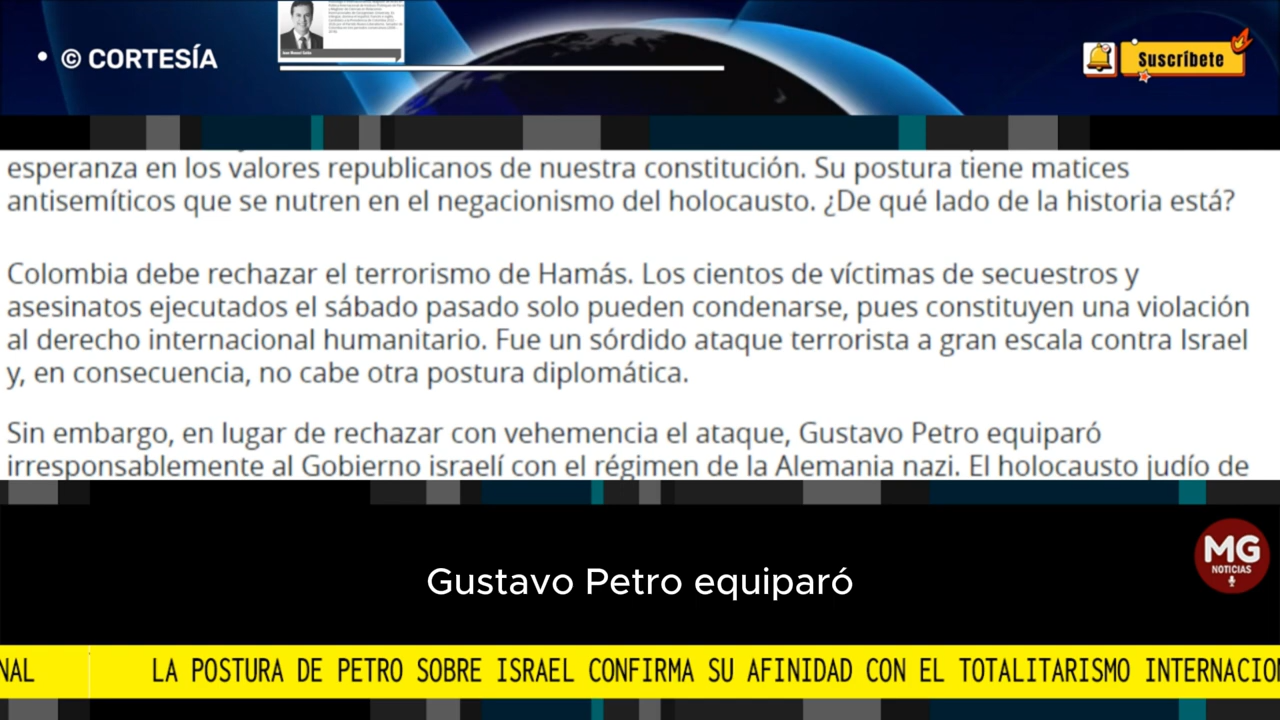 • © CORTESÍA
Suscríbete
esperanza en los valores republicanos de nuestra constitución. Su postura tiene matices
antisemíticos que se nutren en el negacionismo del holocausto. ¿De qué lado de la historia está?
Colombia debe rechazar el terrorismo de Hamás. Los cientos de víctimas de secuestros y
asesinatos ejecutados el sábado pasado solo pueden condenarse, pues constituyen una violación
al derecho internacional humanitario. Fue un sórdido ataque terrorista a gran escala contra Israel
y, en consecuencia, no cabe otra postura diplomática.
Sin embargo, en lugar de rechazar con vehemencia el ataque, Gustavo Petro equiparó
irresponsablemente al Gobierno israelí con el régimen de la Alemania nazi. El holocausto judío de
MG
NOTICIAS
Gustavo Petro equiparó
NAL LA POSTURA DE PETRO SOBRE ISRAEL CONFIRMA SU AFINIDAD CON EL TOTALITARISMO INTERNACIO